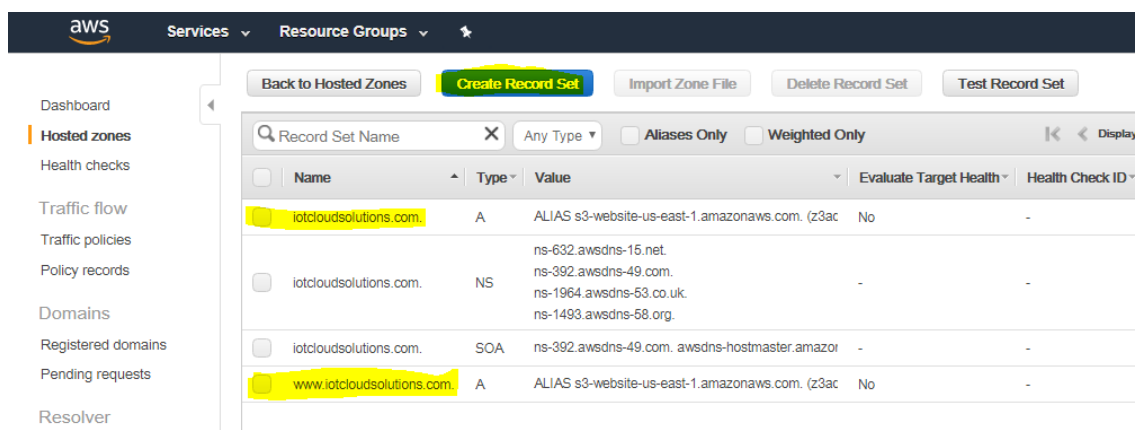 aws Services Resource Groups
Back to Hosted Zones Create Record Set Import Zone File Delete Record Set Test Record Set
Dashboard
Hosted zones
Health checks
Traffic flow
Traffic policies
Policy records
Domains
Registered domains
Pending requests
Resolver
Record Set Name X Any Type Aliases Only Weighted Only Display
Name Type Value Evaluate Target Health Health Check ID
iotcloudsolutions.com. A ALIAS s3-website-us-east-1.amazonaws.com. (z3ac No -
iotcloudsolutions.com. NS ns-632.awsdns-15.net.
ns-392.awsdns-49.com.
ns-1964.awsdns-53.co.uk.
ns-1493.awsdns-58.org.
- -
iotcloudsolutions.com. SOA ns-392.awsdns-49.com. awsdns-hostmaster.amazor - -
www.iotcloudsolutions.com. A ALIAS s3-website-us-east-1.amazonaws.com. (z3ac No -